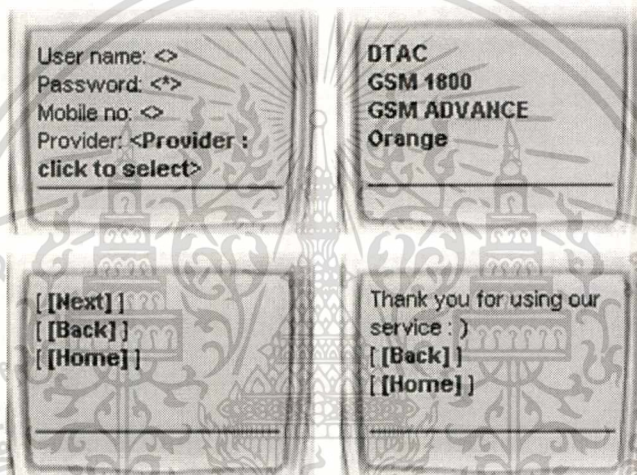 User name: <>
Password: <*>
Mobile no: <>
Provider: <Provider :
click to select>
DTAC
GSM 1800
GSM ADVANCE
Orange
[ [Next] ]
[ [Back] ]
[ [Home] ]
Thank you for using our
service : )
[ [Back] ]
[ [Home] ]